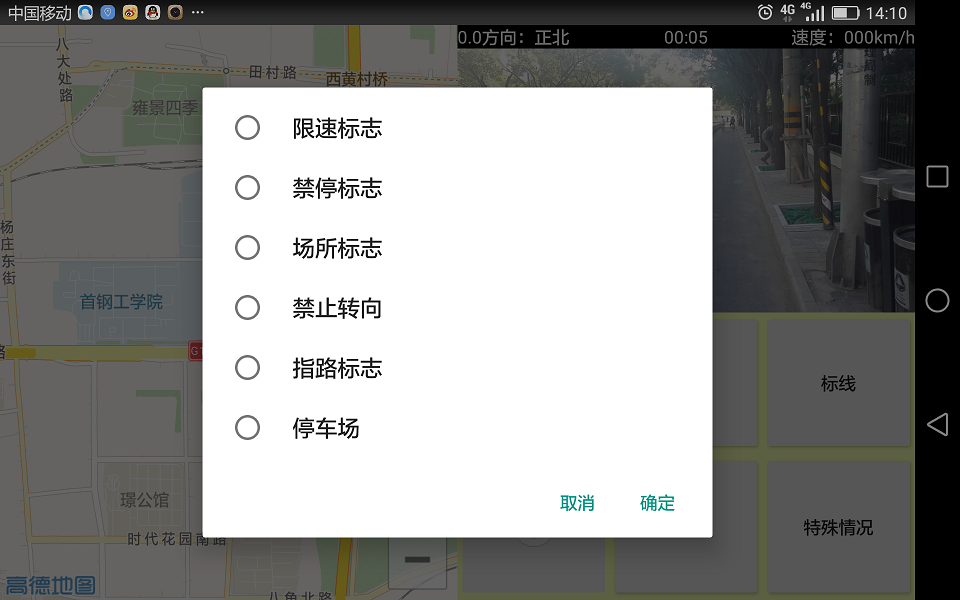 中国移动 ... 4G 4G 14:10
0.0方向：正北 00:05 速度：000km/h
八大处路
田村路
西黄村桥
雍景四季
杨庄东街
首钢工学院
璟公馆
时代花园南路
八角北路
高德地图
限速标志
禁停标志
场所标志
禁止转向
指路标志
停车场
取消 确定
标线
特殊情况